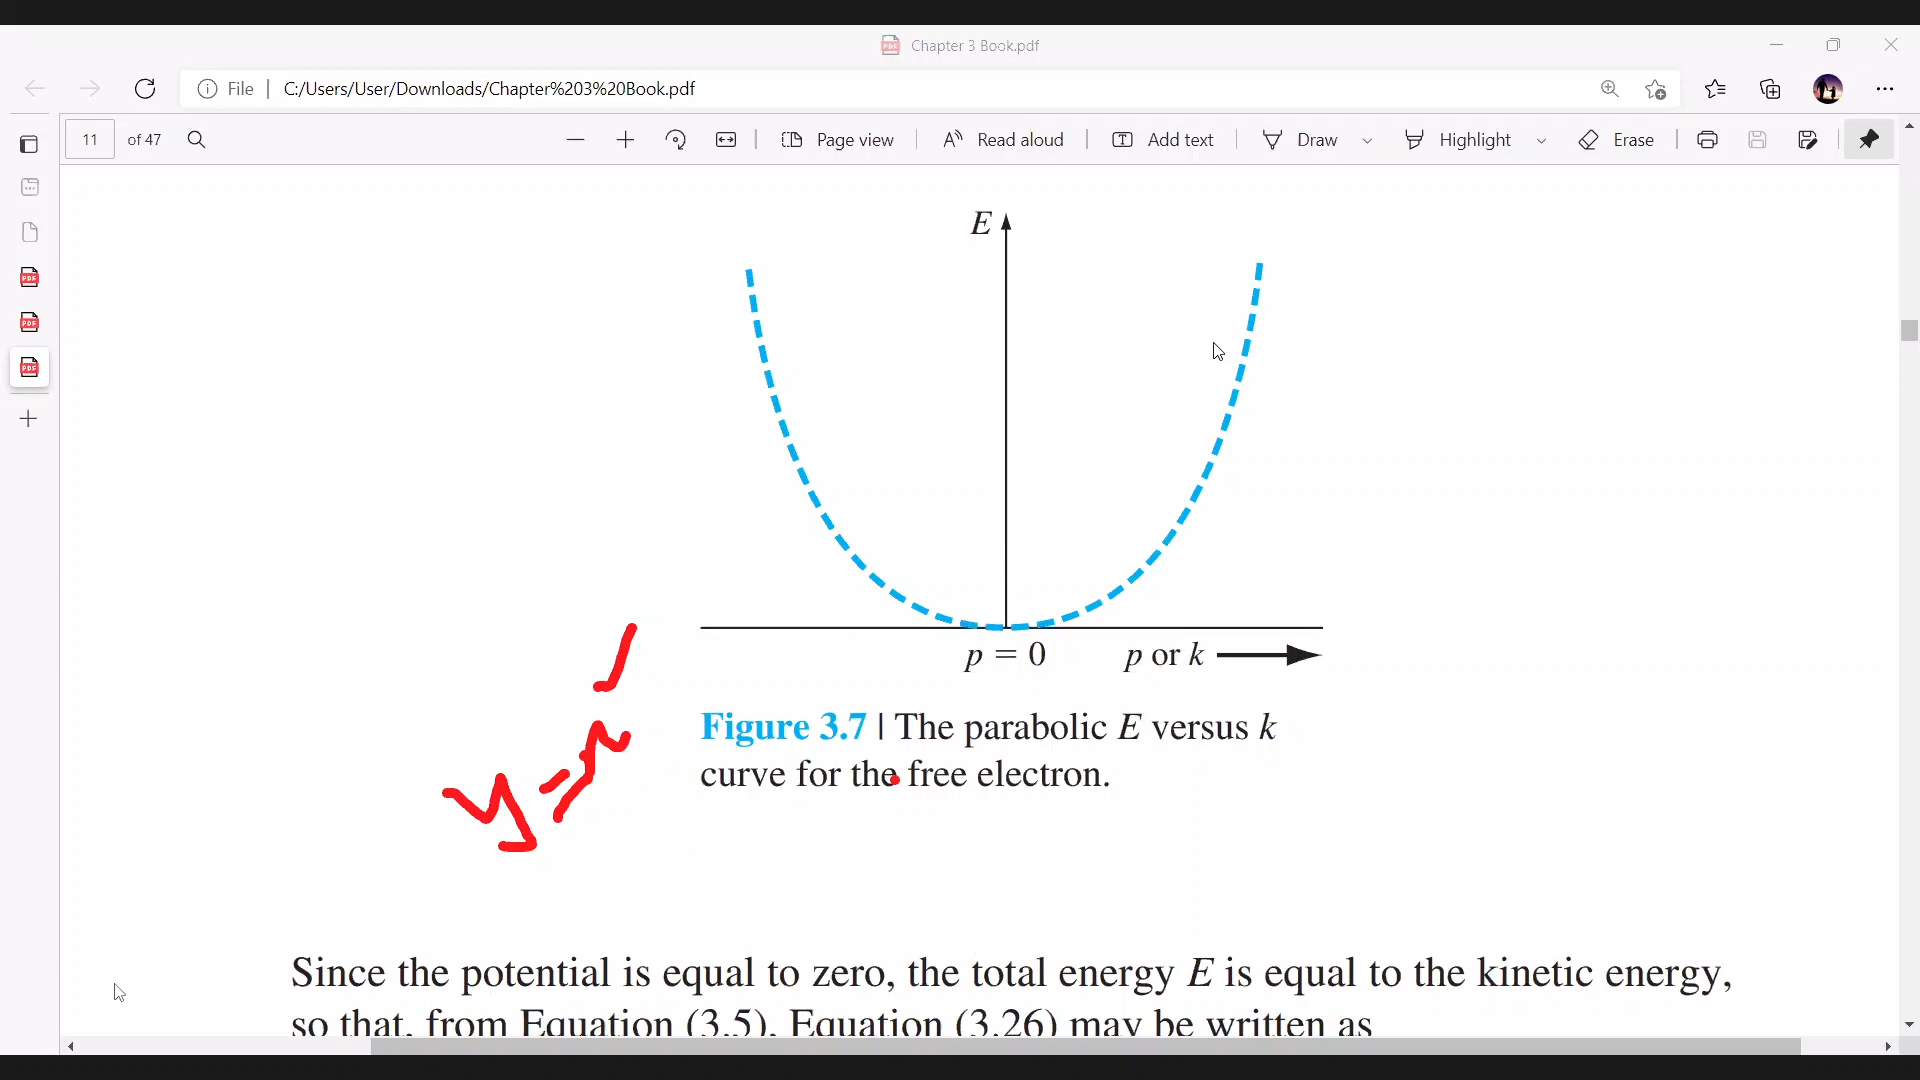 Chapter 3 Book.pdf
File | C:/Users/User/Downloads/Chapter%203%20Book.pdf
11 of 47 Page view Read aloud Add text Draw Highlight Erase
E
p = 0 p or k
Figure 3.7 | The parabolic E versus k
curve for the free electron.
y =
Since the potential is equal to zero, the total energy E is equal to the kinetic energy,
so that, from Equation (3.5), Equation (3.26) may be written as